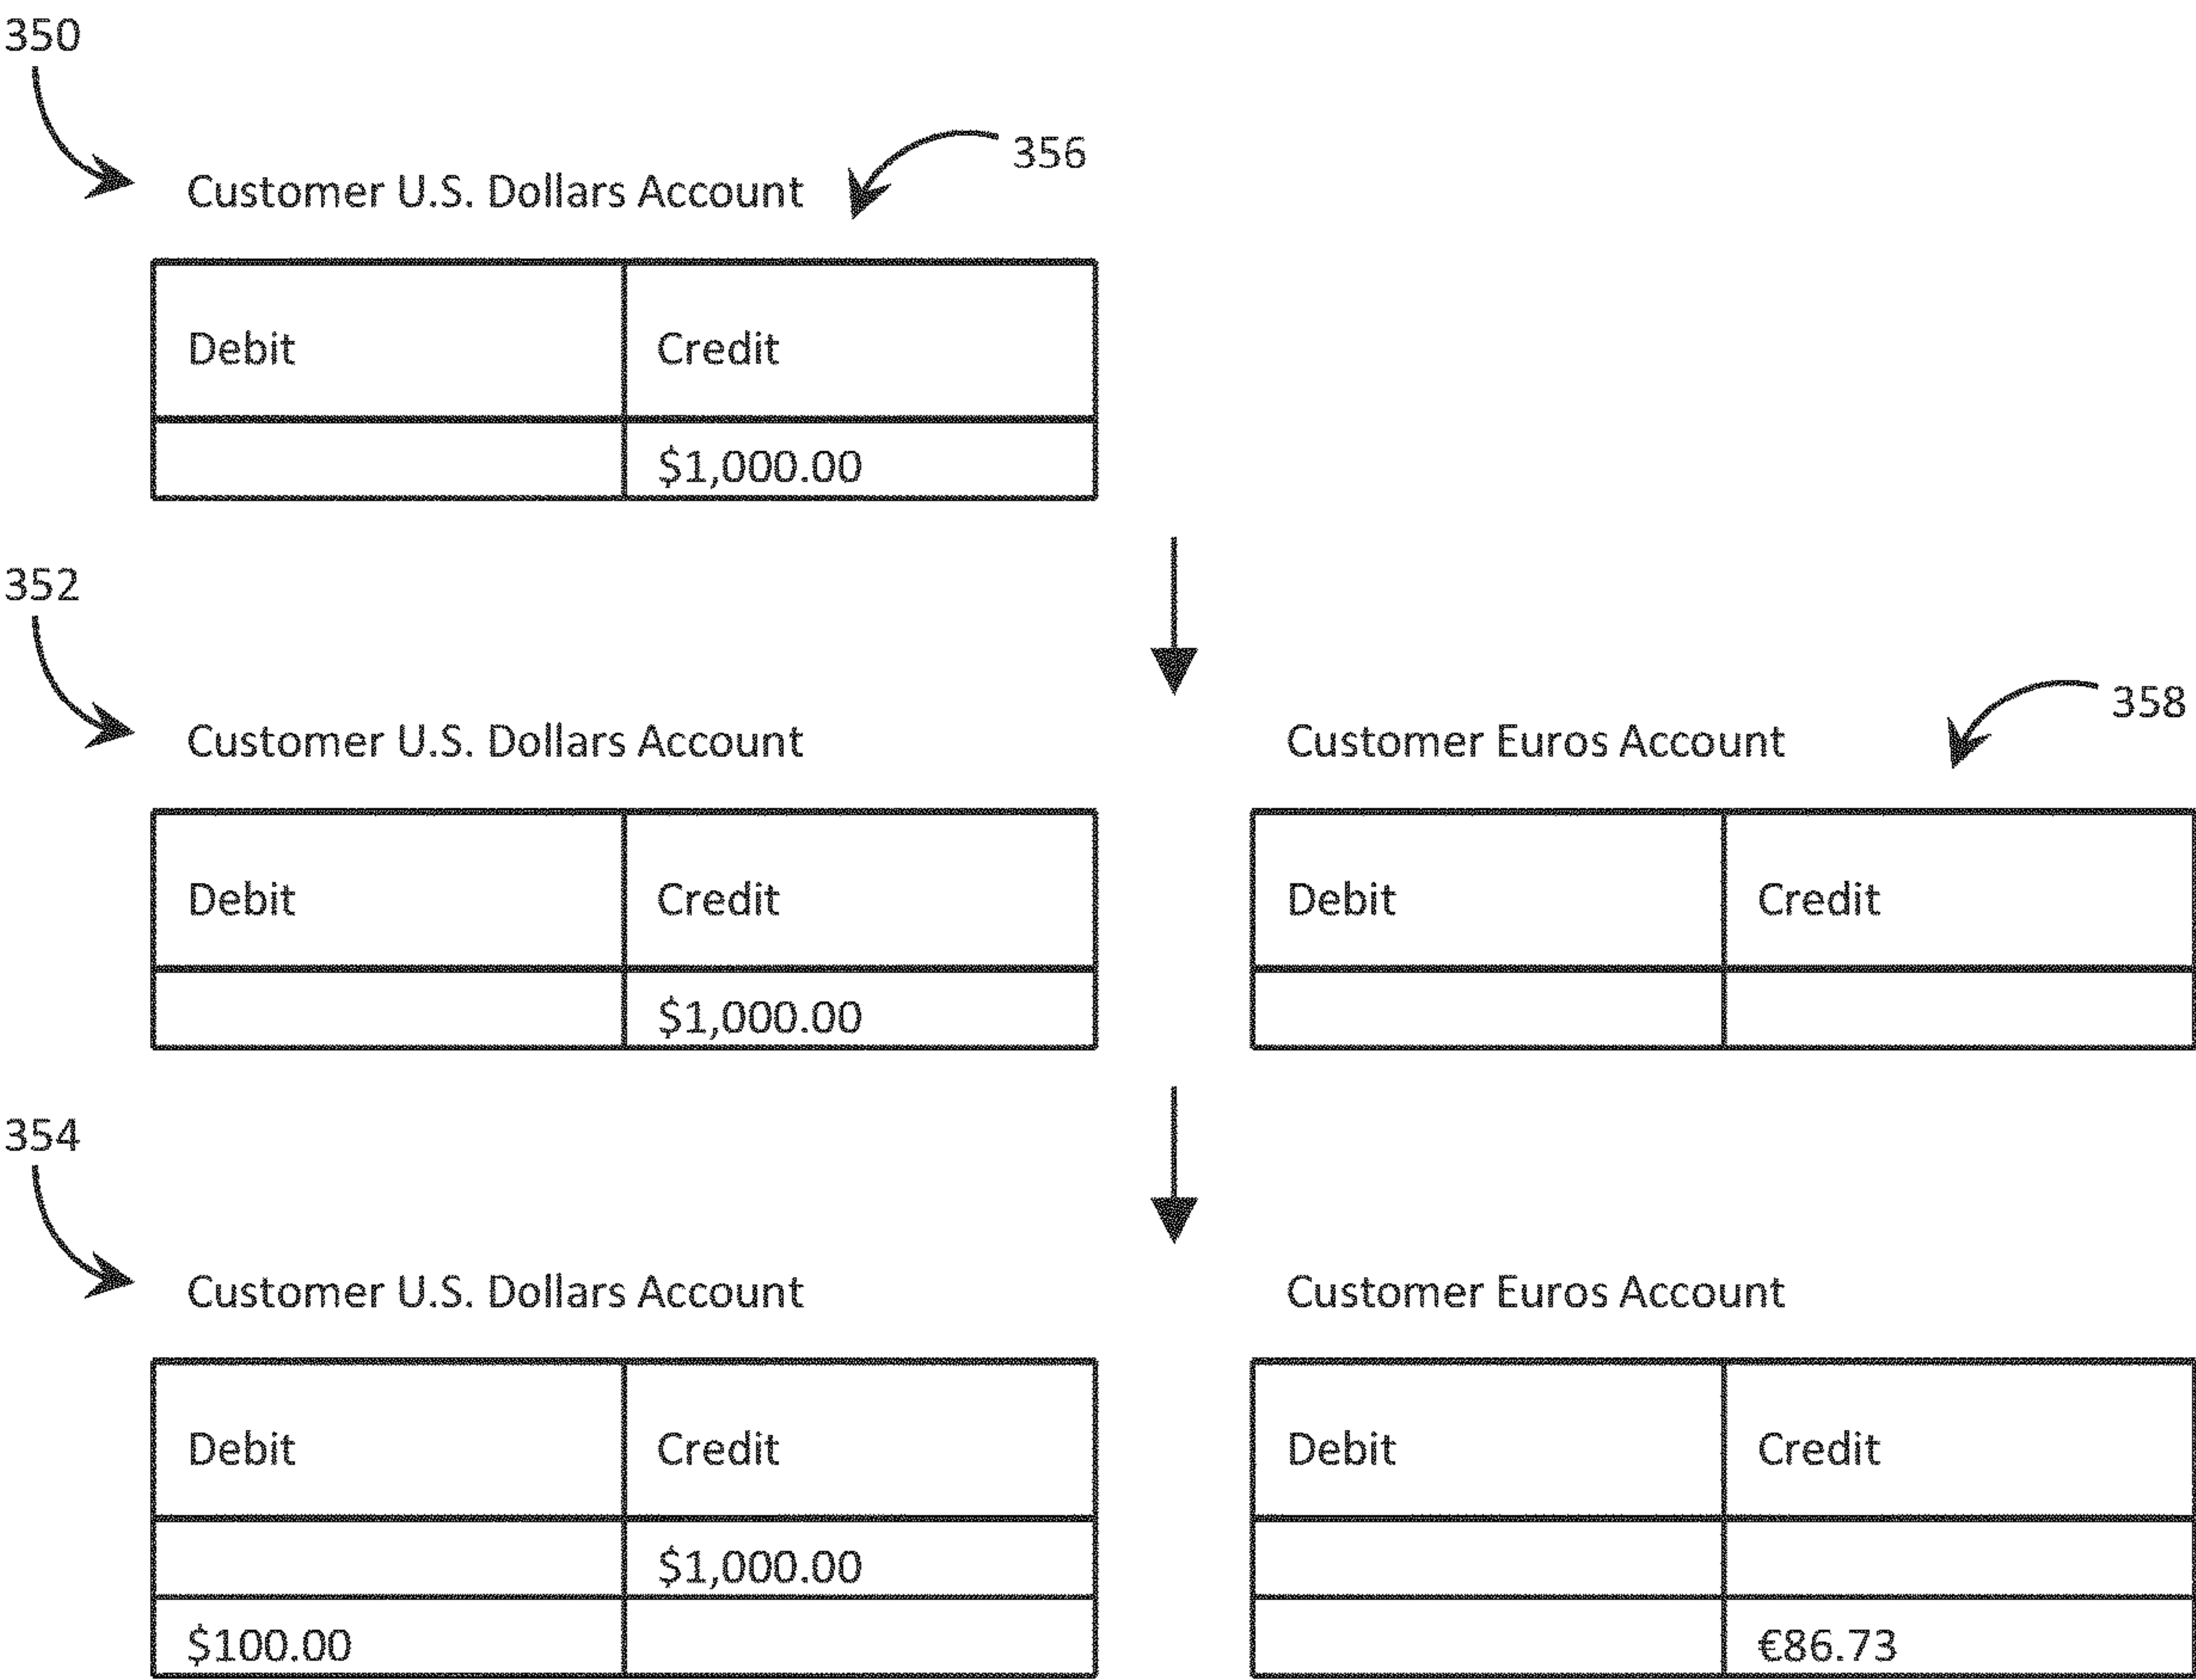 350
356
Customer U.S. Dollars Account
Debit Credit
$1,000.00
352
358
Customer U.S. Dollars Account Customer Euros Account
Debit Credit Debit Credit
$1,000.00
354
Customer U.S. Dollars Account Customer Euros Account
Debit Credit Debit Credit
$1,000.00
$100.00 €86.73